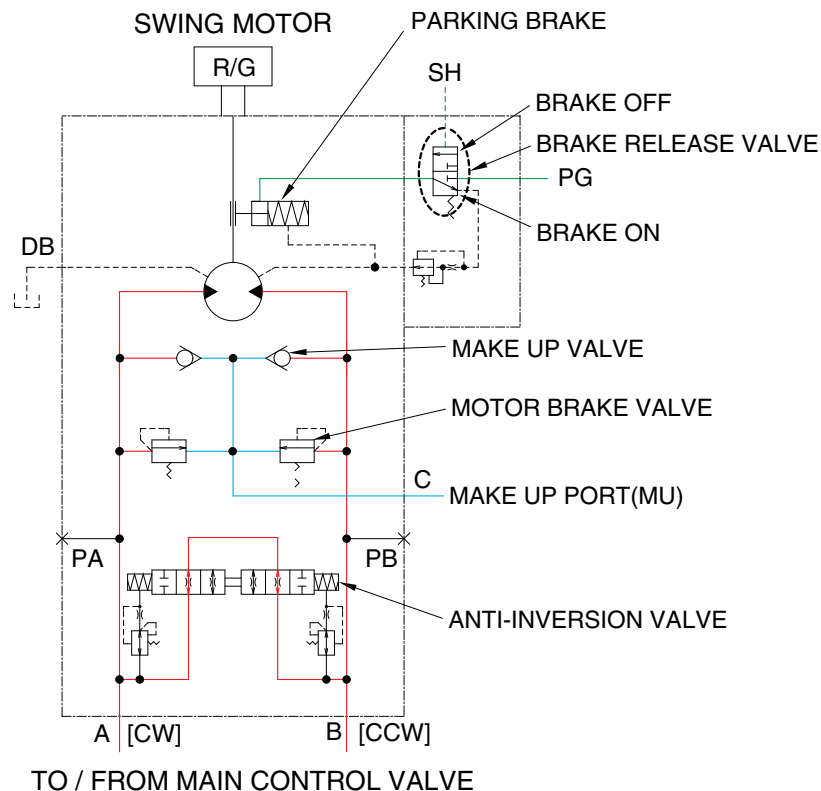 SWING MOTOR
PARKING BRAKE
R/G
SH
BRAKE OFF
BRAKE RELEASE VALVE
PG
BRAKE ON
DB
MAKE UP VALVE
MOTOR BRAKE VALVE
C
MAKE UP PORT(MU)
PA
PB
ANTI-INVERSION VALVE
A [CW]
B [CCW]
TO / FROM MAIN CONTROL VALVE